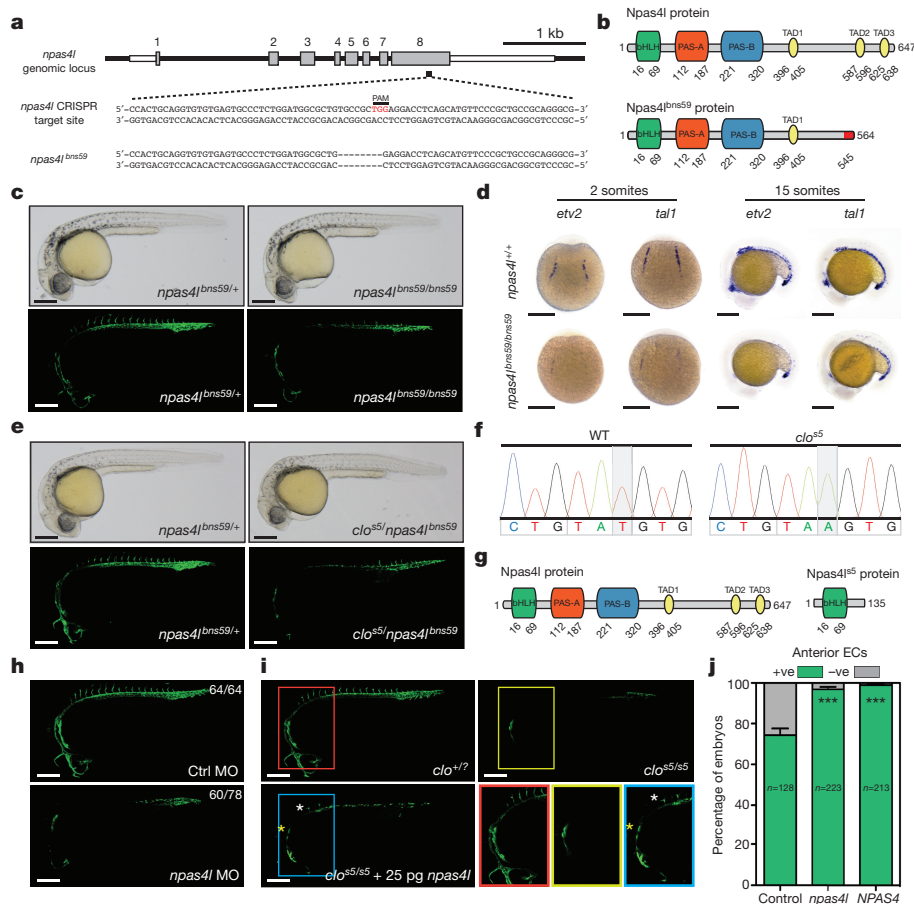 a
1 kb
npas4l
genomic locus
1
2
3
4
5
6
7
8
PAM
npas4l CRISPR
target site
5′-CCACTGCAGGTGTGTGAGTGCCCTCTGGATGGCGCTGTGCCGCTGGAGGACCTCAGCATGTTCCCGCTGCCGCAGGGCG-3′
3′-GGTGACGTCCACACACTCACGGGAGACCTACCGCGACACGGCGACCTCCTGGAGTCGTACAAGGGCGACGGCGTCCCGC-5′
npas4l bns59
5′-CCACTGCAGGTGTGTGAGTGCCCTCTGGATGGCGCTG--------GAGGACCTCAGCATGTTCCCGCTGCCGCAGGGCG-3′
3′-GGTGACGTCCACACACTCACGGGAGACCTACCGCGAC--------CTCCTGGAGTCGTACAAGGGCGACGGCGTCCCGC-5′
b
Npas4l protein
1
bHLH
PAS-A
PAS-B
TAD1
TAD2
TAD3
647
16
69
112
187
221
320
396
405
587
596
625
638
Npas4l bns59 protein
1
bHLH
PAS-A
PAS-B
TAD1
564
16
69
112
187
221
320
396
405
545
c
npas4l bns59/+
npas4l bns59/bns59
npas4l bns59/+
npas4l bns59/bns59
d
2 somites
15 somites
etv2
tal1
etv2
tal1
npas4l +/+
npas4l bns59/bns59
e
npas4l bns59/+
clo s5/npas4l bns59
npas4l bns59/+
clo s5/npas4l bns59
f
WT
clo s5
C T G T A T G T G
C T G T A A G T G
g
Npas4l protein
1
bHLH
PAS-A
PAS-B
TAD1
TAD2
TAD3
647
16
69
112
187
221
320
396
405
587
596
625
638
Npas4l s5 protein
1
bHLH
135
16
69
h
64/64
Ctrl MO
60/78
npas4l MO
i
clo +/?
clo s5/s5
*
*
clo s5/s5 + 25 pg npas4l
*
*
j
Anterior ECs
+ve
−ve
Percentage of embryos
100
80
60
40
20
0
***
***
n=128
n=223
n=213
Control
npas4l
NPAS4